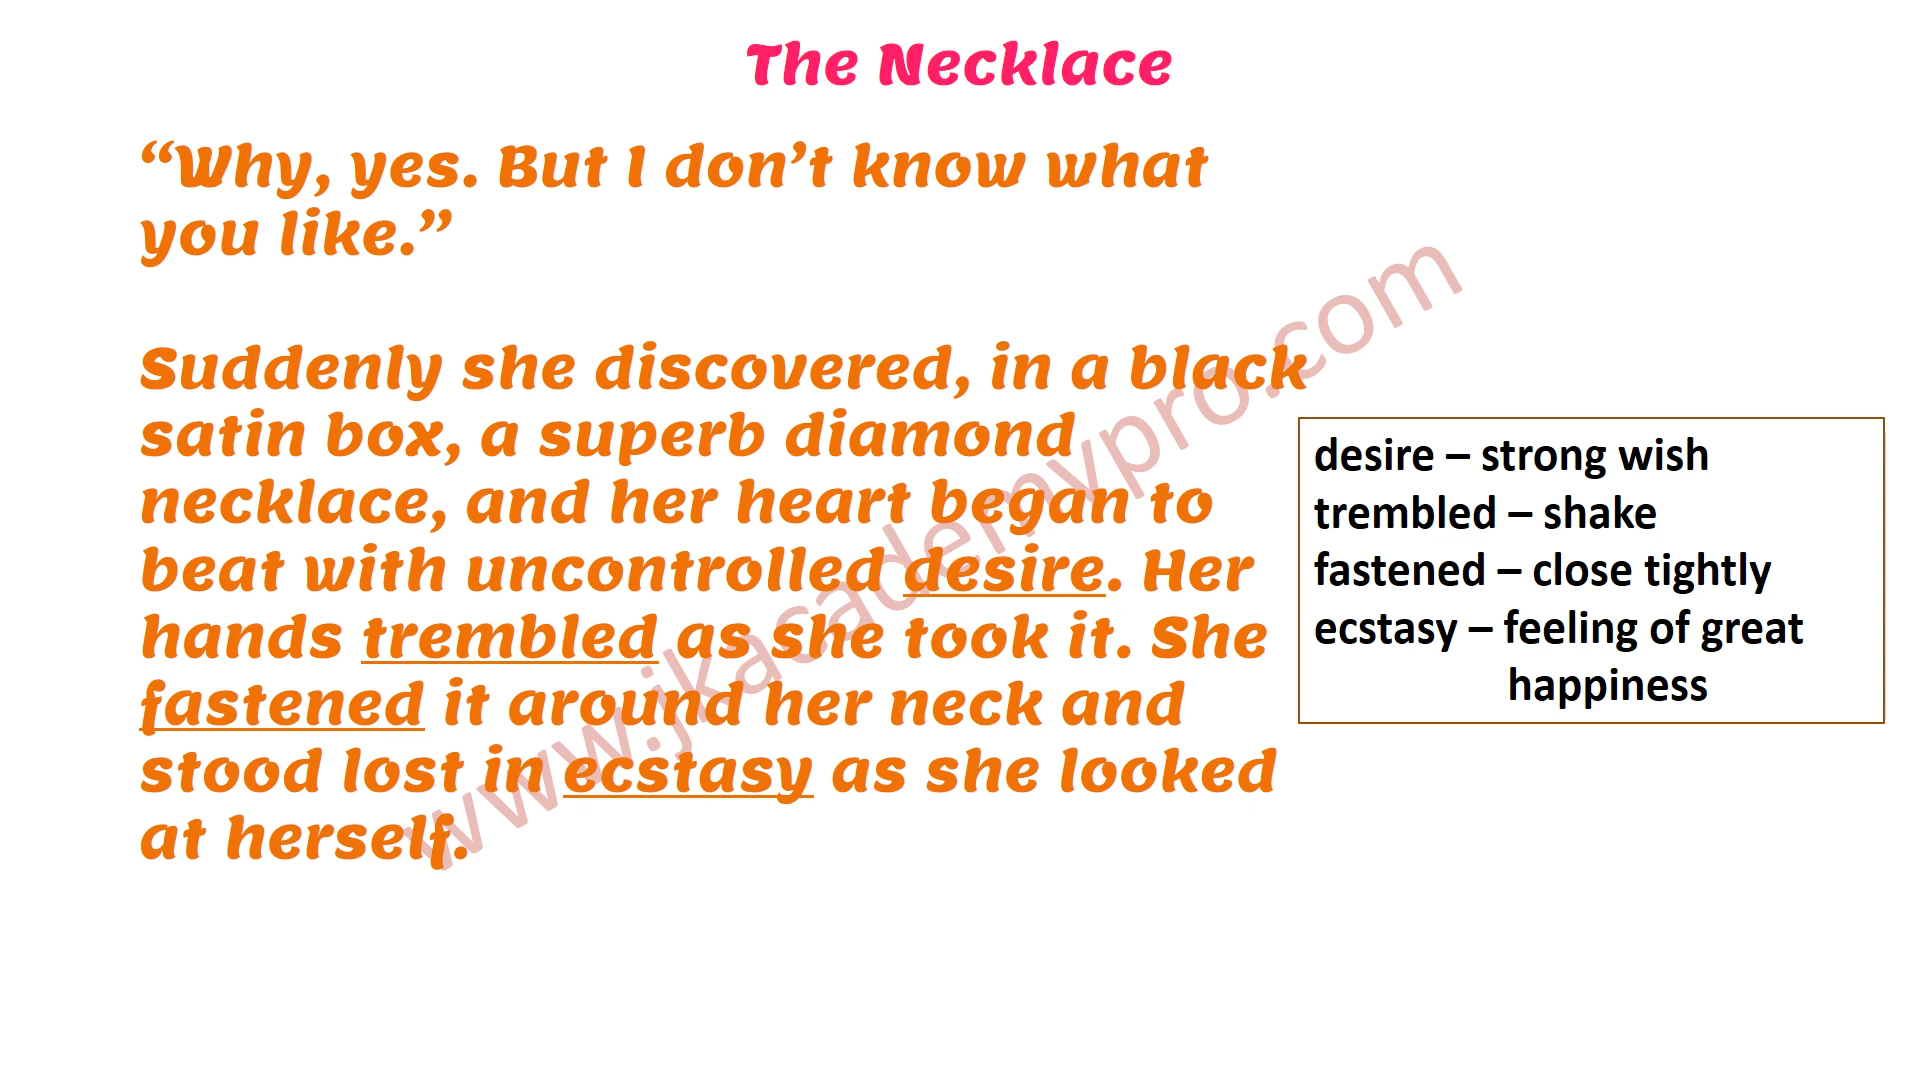 The Necklace
“Why, yes. But I don’t know what
you like.”
Suddenly she discovered, in a black
satin box, a superb diamond
necklace, and her heart began to
beat with uncontrolled desire. Her
hands trembled as she took it. She
fastened it around her neck and
stood lost in ecstasy as she looked
at herself.
desire – strong wish
trembled – shake
fastened – close tightly
ecstasy – feeling of great
happiness
www.jkacademypro.com